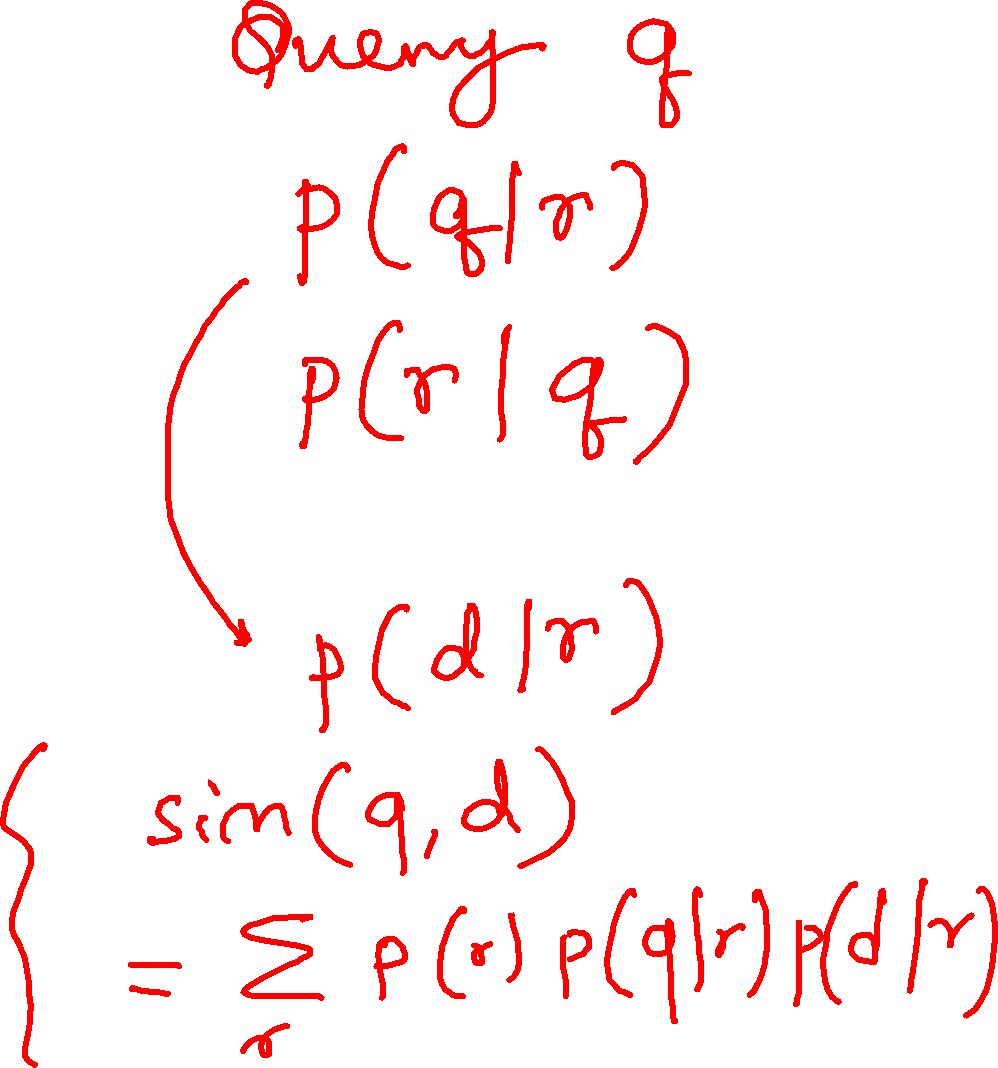 Query q
p(q|r)
p(r|q)
p(d|r)
sim(q,d)
= Σ_r p(r) p(q|r) p(d|r)